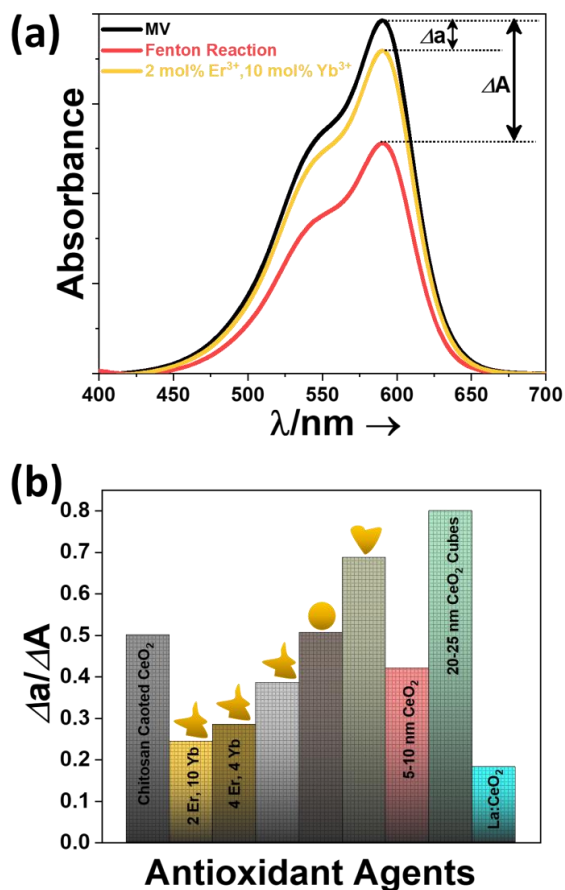 (a)
MV
Fenton Reaction
2 mol% Er³⁺,10 mol% Yb³⁺
Δa
ΔA
Absorbance
400 450 500 550 600 650 700
λ/nm →
(b)
0.8
0.7
0.6
0.5
0.4
0.3
0.2
0.1
0.0
Δa/ΔA
Chitosan Caoted CeO₂
2 Er, 10 Yb
4 Er, 4 Yb
5-10 nm CeO₂
20-25 nm CeO₂ Cubes
La:CeO₂
Antioxidant Agents